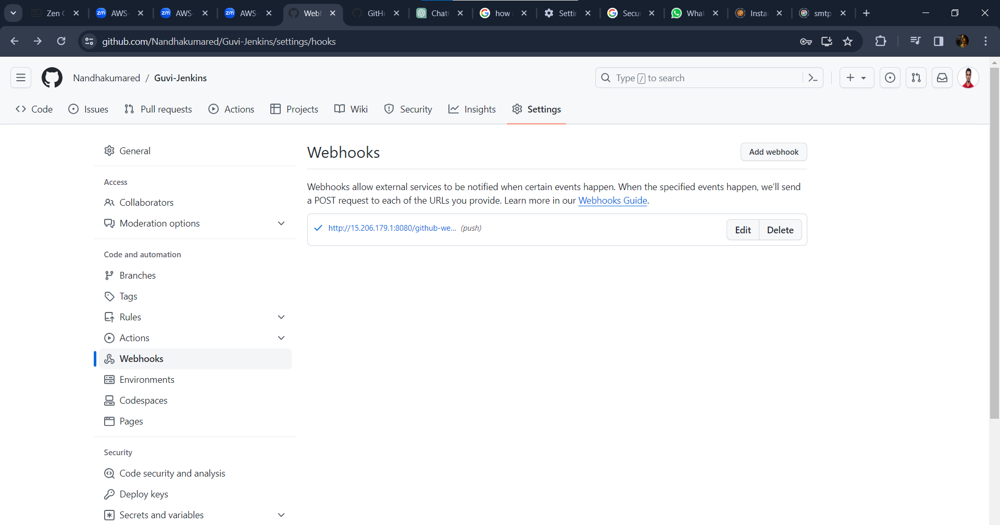 Zen
AWS-
AWS-
AWS-
Web
GitH
Chat
how
Settin
Secu
What
Insta
smtp
github.com/Nandhakumared/Guvi-Jenkins/settings/hooks
Nandhakumared / Guvi-Jenkins
Type / to search
Code
Issues
Pull requests
Actions
Projects
Wiki
Security
Insights
Settings
General
Access
Collaborators
Moderation options
Code and automation
Branches
Tags
Rules
Actions
Webhooks
Environments
Codespaces
Pages
Security
Code security and analysis
Deploy keys
Secrets and variables
Webhooks
Add webhook
Webhooks allow external services to be notified when certain events happen. When the specified events happen, we’ll send
a POST request to each of the URLs you provide. Learn more in our Webhooks Guide.
http://15.206.179.1:8080/github-we... (push)
Edit
Delete